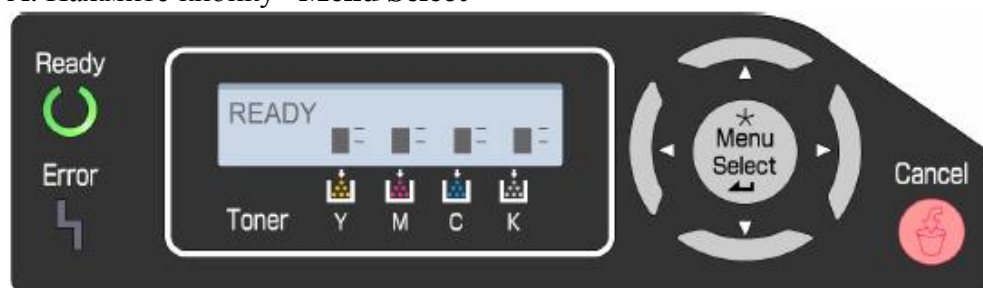 Ready
READY
Error
Toner
Y M C K
Menu
Select
Cancel